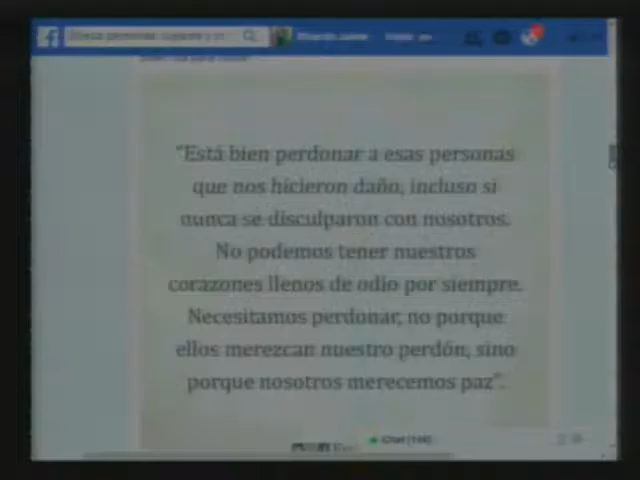 "Está bien perdonar a esas personas
que nos hicieron daño, incluso si
nunca se disculparon con nosotros.
No podemos tener nuestros
corazones llenos de odio por siempre.
Necesitamos perdonar, no porque
ellos merezcan nuestro perdón, sino
porque nosotros merecemos paz".
Chat